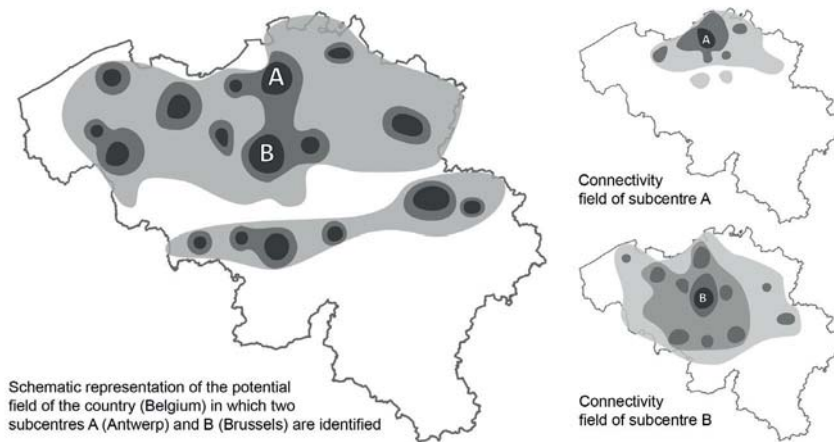 A
B
Schematic representation of the potential
field of the country (Belgium) in which two
subcentres A (Antwerp) and B (Brussels) are identified
A
Connectivity
field of subcentre A
B
Connectivity
field of subcentre B